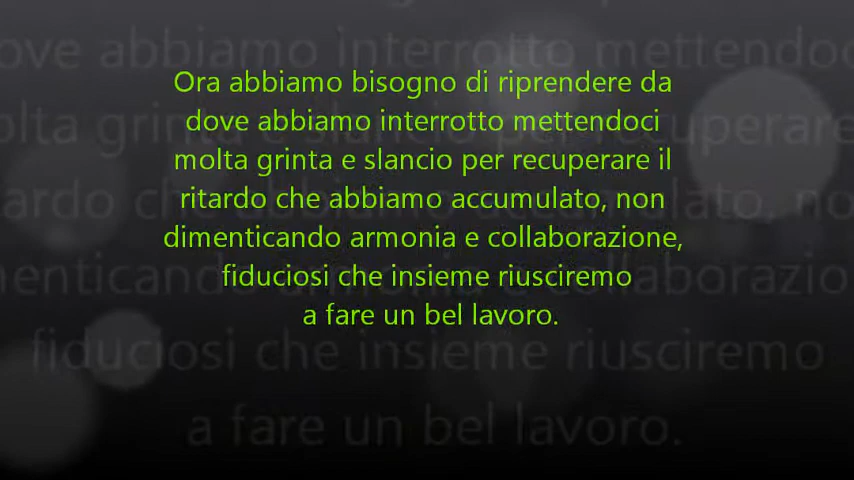 Ora abbiamo bisogno di riprendere da
dove abbiamo interrotto mettendoci
molta grinta e slancio per recuperare il
ritardo che abbiamo accumulato, non
dimenticando armonia e collaborazione,
fiduciosi che insieme riusciremo
a fare un bel lavoro.